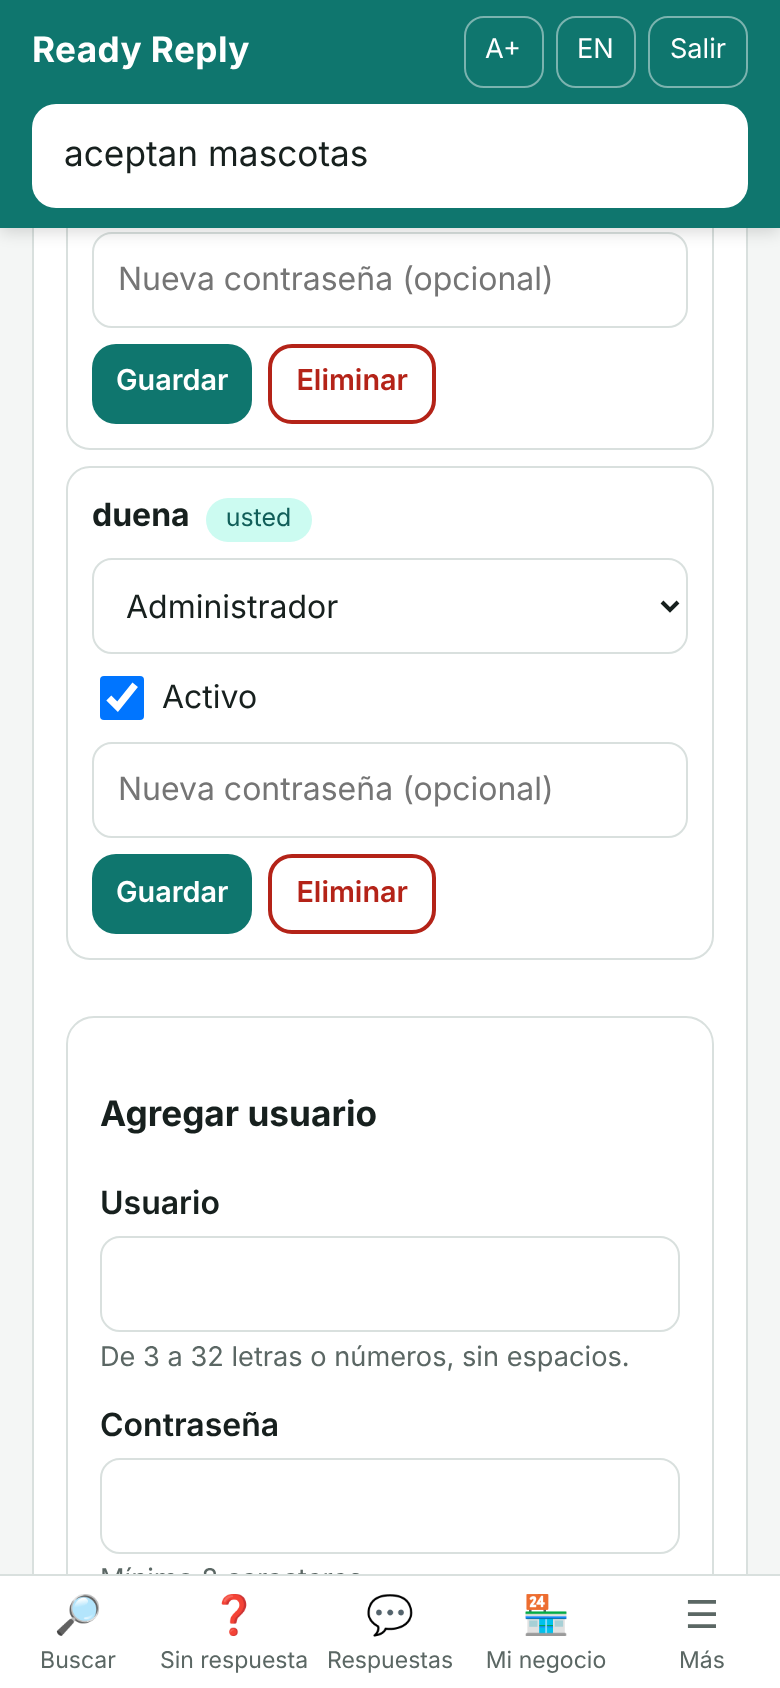 Ready Reply
A+
EN
Salir
aceptan mascotas
Nueva contraseña (opcional)
Guardar
Eliminar
duena usted
Administrador
Activo
Nueva contraseña (opcional)
Guardar
Eliminar
Agregar usuario
Usuario
De 3 a 32 letras o números, sin espacios.
Contraseña
Buscar
Sin respuesta
Respuestas
Mi negocio
Más